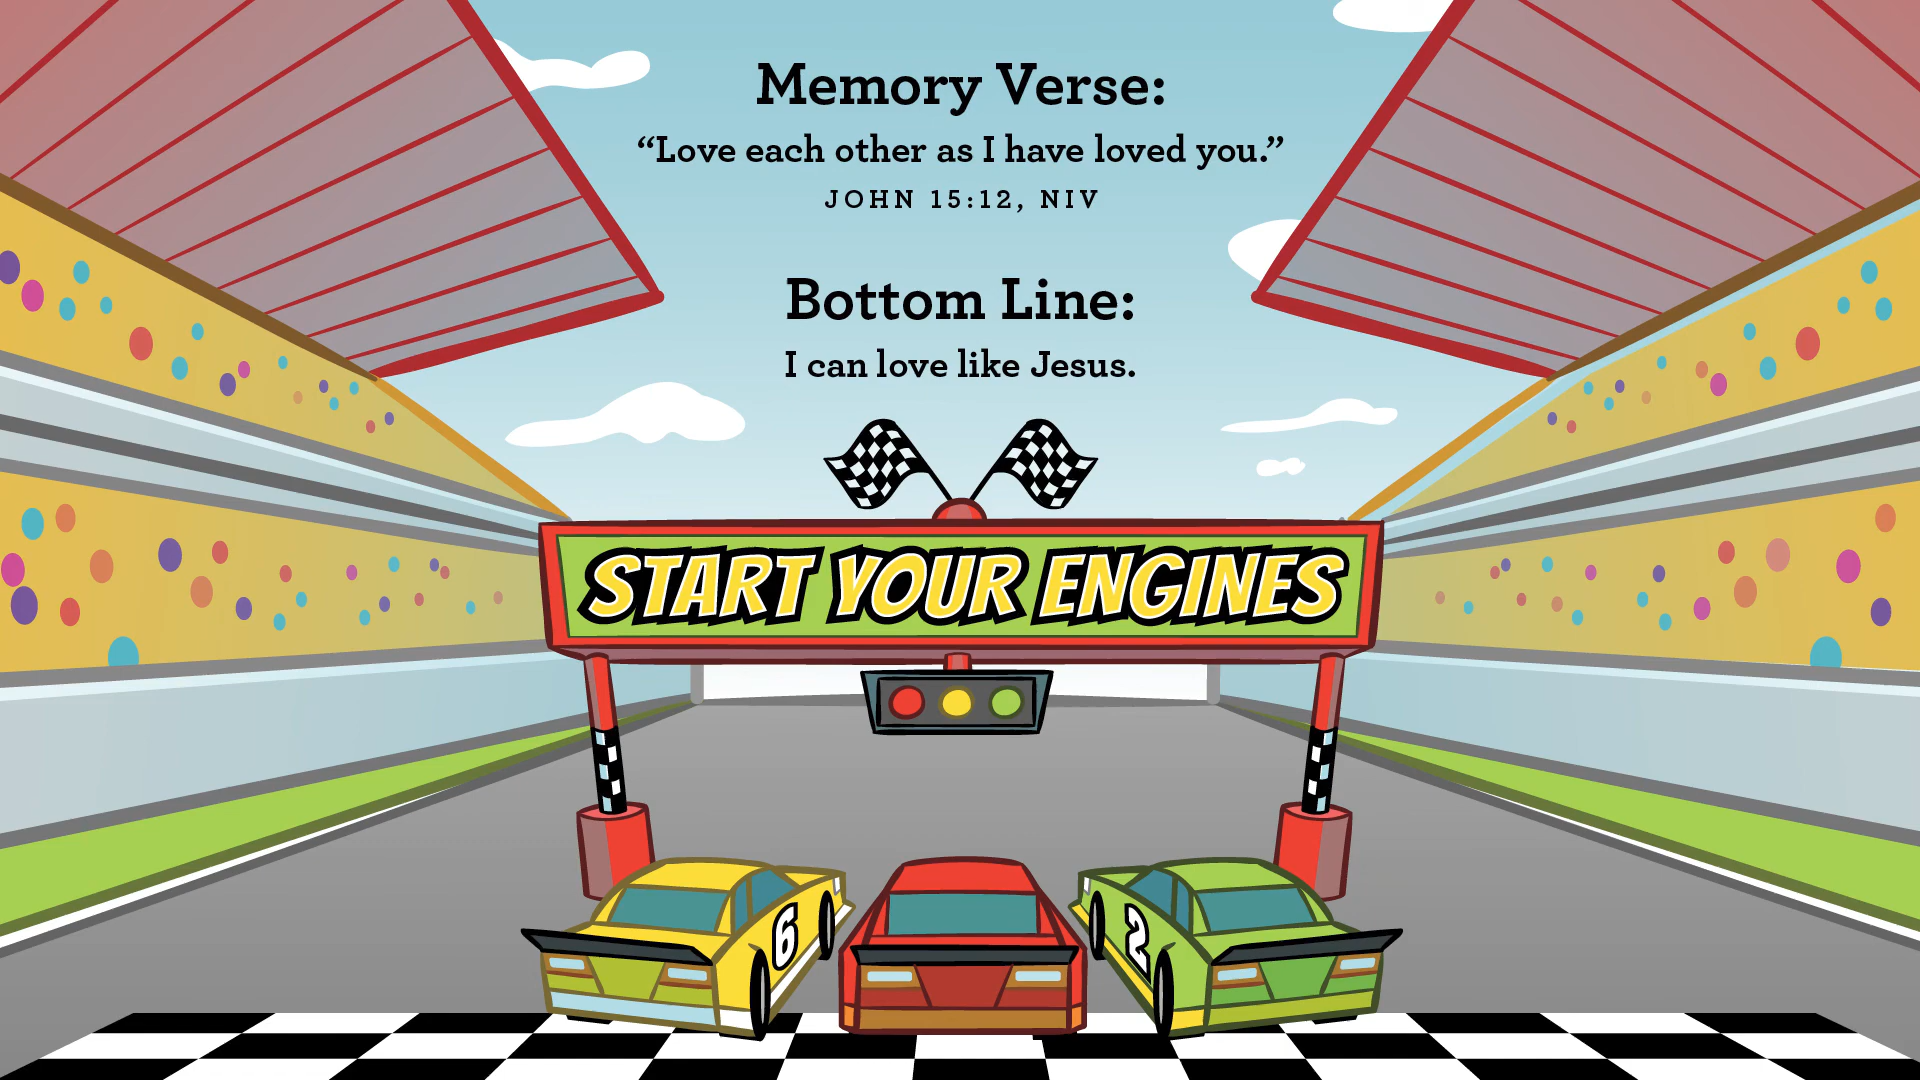 Memory Verse:
“Love each other as I have loved you.”
JOHN 15:12, NIV
Bottom Line:
I can love like Jesus.
START YOUR ENGINES
6
2